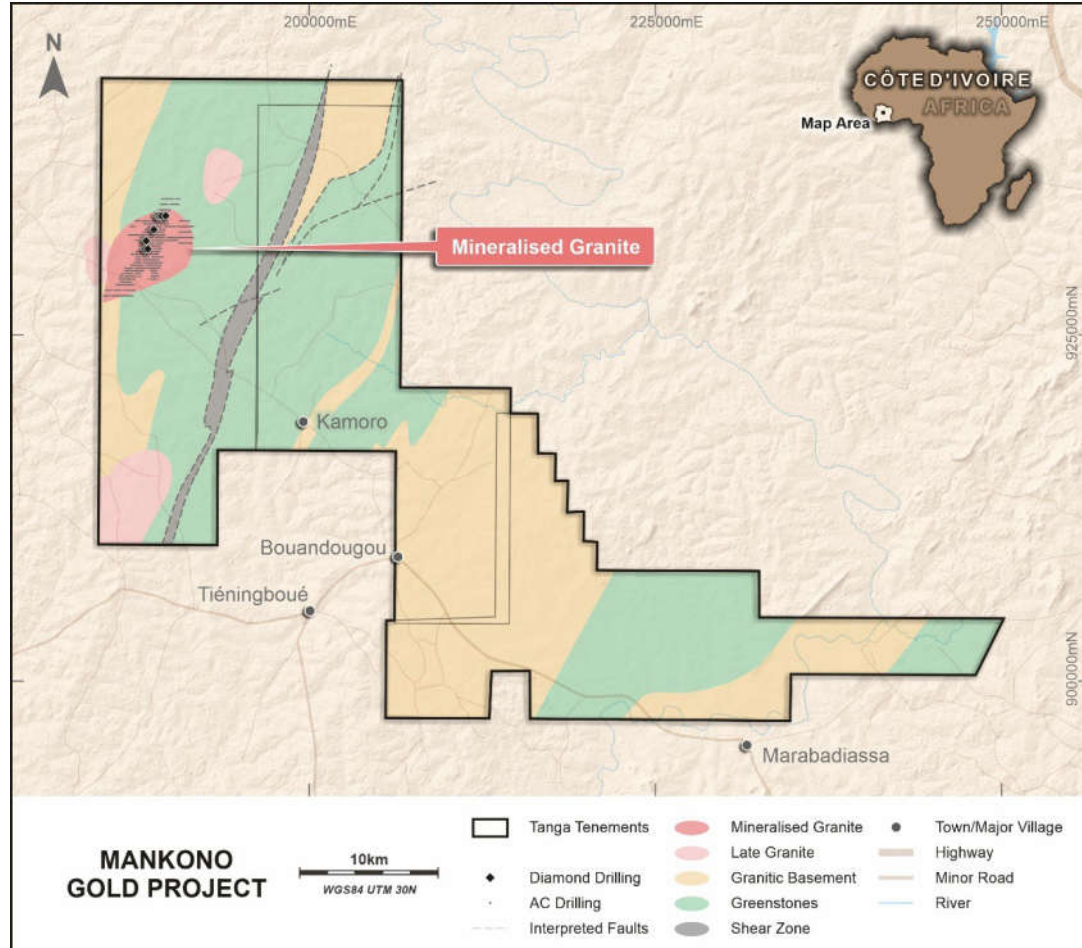 200000mE
225000mE
250000mE
N
CÔTE D'IVOIRE
AFRICA
Map Area
Mineralised Granite
925000mN
Kamoro
Bouandougou
Tiéningboué
900000mN
Marabadiassa
MANKONO
GOLD PROJECT
10km
WGS84 UTM 30N
Tanga Tenements
Diamond Drilling
AC Drilling
Interpreted Faults
Mineralised Granite
Late Granite
Granitic Basement
Greenstones
Shear Zone
Town/Major Village
Highway
Minor Road
River